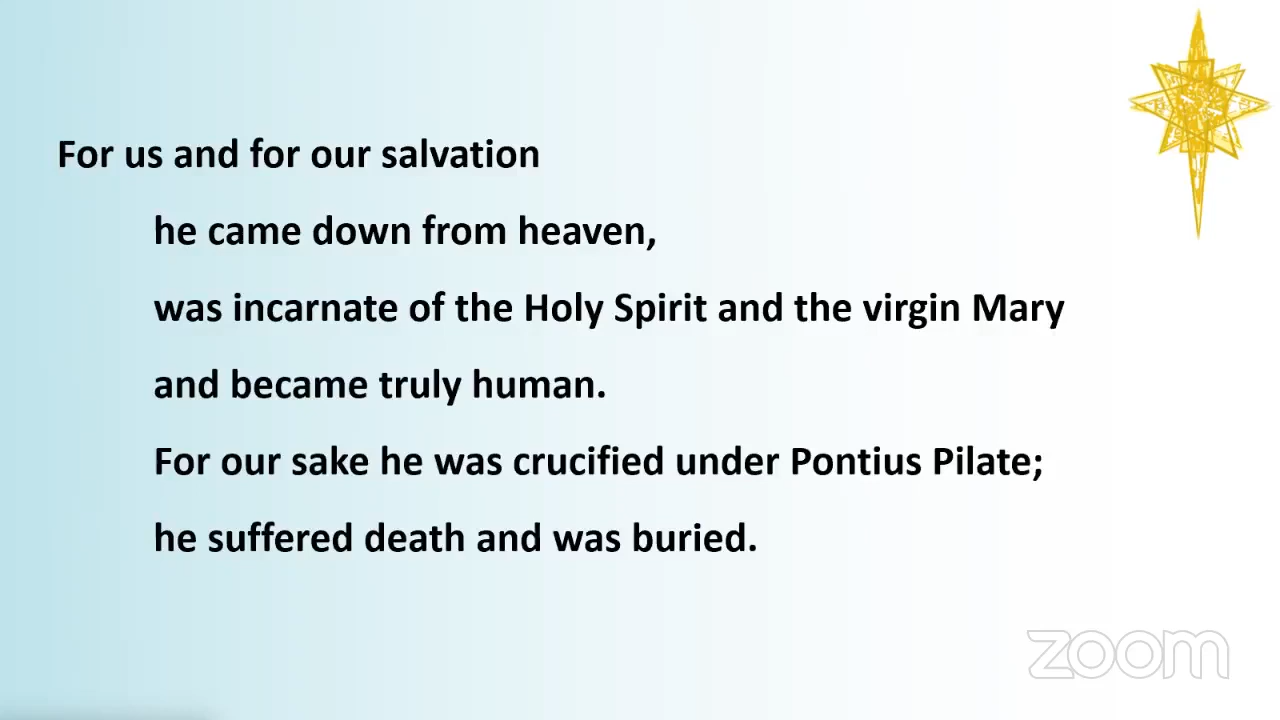 For us and for our salvation
he came down from heaven,
was incarnate of the Holy Spirit and the virgin Mary
and became truly human.
For our sake he was crucified under Pontius Pilate;
he suffered death and was buried.
zoom